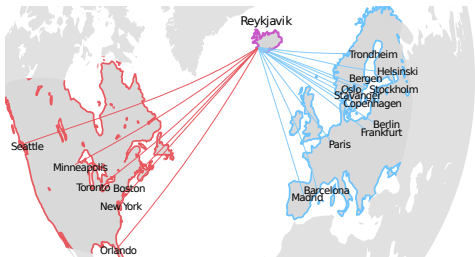 Reykjavik
Trondheim
Helsinki
Bergen
Oslo
Stockholm
Stavanger
Copenhagen
Berlin
Frankfurt
Paris
Barcelona
Madrid
Seattle
Minneapolis
Toronto
Boston
New York
Orlando